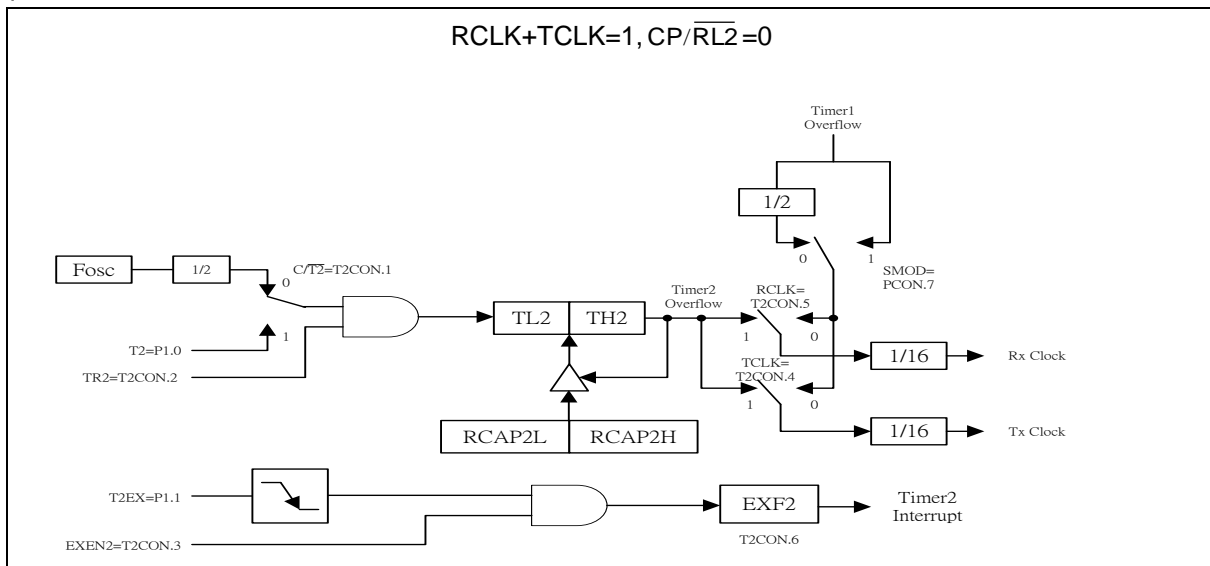 RCLK+TCLK=1, CP/R̅L̅2̅=0
Timer1
Overflow
1/2
0
1
SMOD=
PCON.7
Fosc
1/2
C/T̅2̅=T2CON.1
0
1
T2=P1.0
TR2=T2CON.2
TL2
TH2
Timer2
Overflow
RCLK=
T2CON.5
1
0
1/16
Rx Clock
TCLK=
T2CON.4
1
0
1/16
Tx Clock
RCAP2L
RCAP2H
T2EX=P1.1
EXEN2=T2CON.3
EXF2
T2CON.6
Timer2
Interrupt